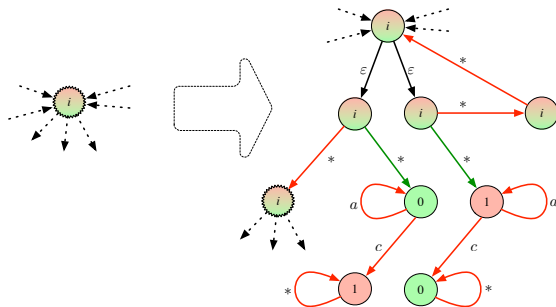 i
i
ε ε
*
i i * i
* * *
i a 0 1 a
c c
* 1 0 *